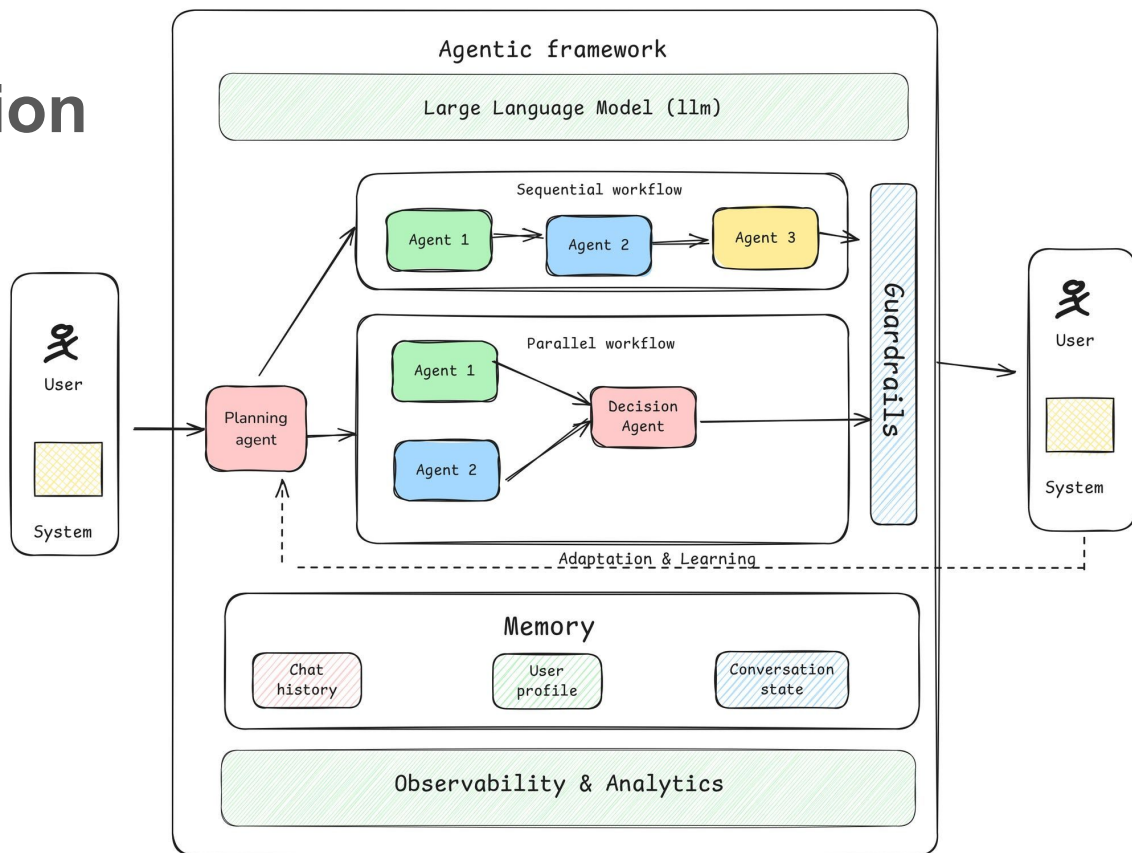 ion
Agentic framework
Large Language Model (llm)
Sequential workflow
Agent 1
Agent 2
Agent 3
Guardrails
Parallel workflow
Agent 1
Agent 2
Decision
Agent
Planning
agent
User
System
User
System
Adaptation & Learning
Memory
Chat
history
User
profile
Conversation
state
Observability & Analytics